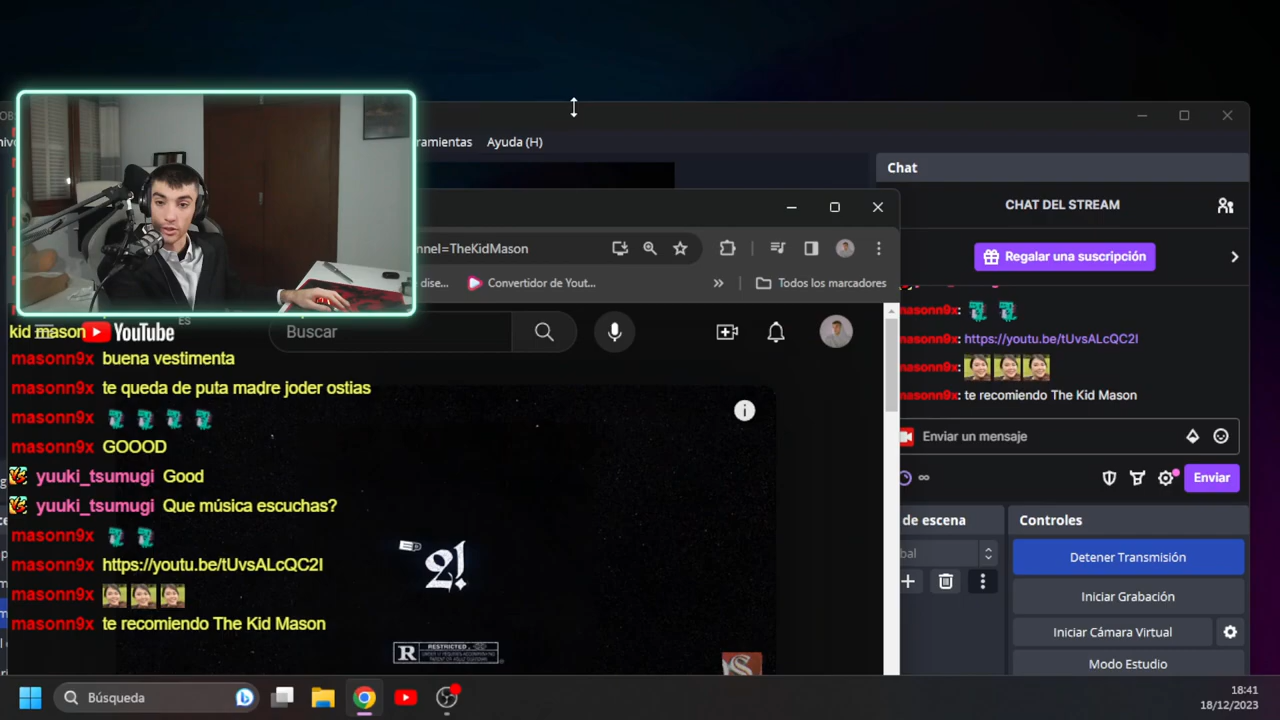 ramientas Ayuda (H)
Chat
CHAT DEL STREAM
Regalar una suscripción
nnel=TheKidMason
dise... Convertidor de Yout... » Todos los marcadores
kid mason YouTube ES
Buscar
masonn9x buena vestimenta
masonn9x te queda de puta madre joder ostias
masonn9x
masonn9x GOOOD
yuuki_tsumugi Good
yuuki_tsumugi Que música escuchas?
masonn9x
masonn9x https://youtu.be/tUvsALcQC2I
masonn9x
masonn9x te recomiendo The Kid Mason
2!
R RESTRICTED
masonn9x:
masonn9x: https://youtu.be/tUvsALcQC2I
masonn9x:
masonn9x: te recomiendo The Kid Mason
Enviar un mensaje
∞
Enviar
de escena
bal
Controles
Detener Transmisión
Iniciar Grabación
Iniciar Cámara Virtual
Modo Estudio
Búsqueda
18:41
18/12/2023